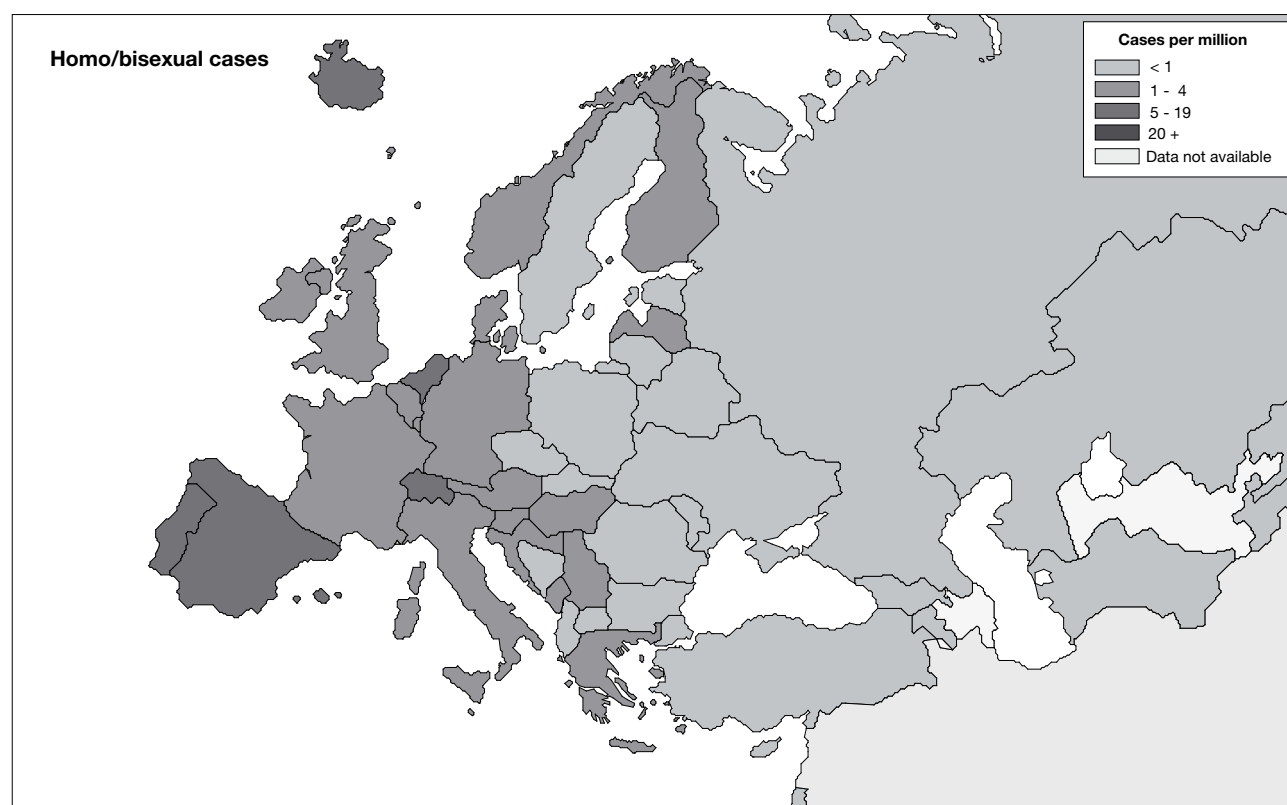 Homo/bisexual cases
Cases per million
< 1
1 - 4
5 - 19
20 +
Data not available